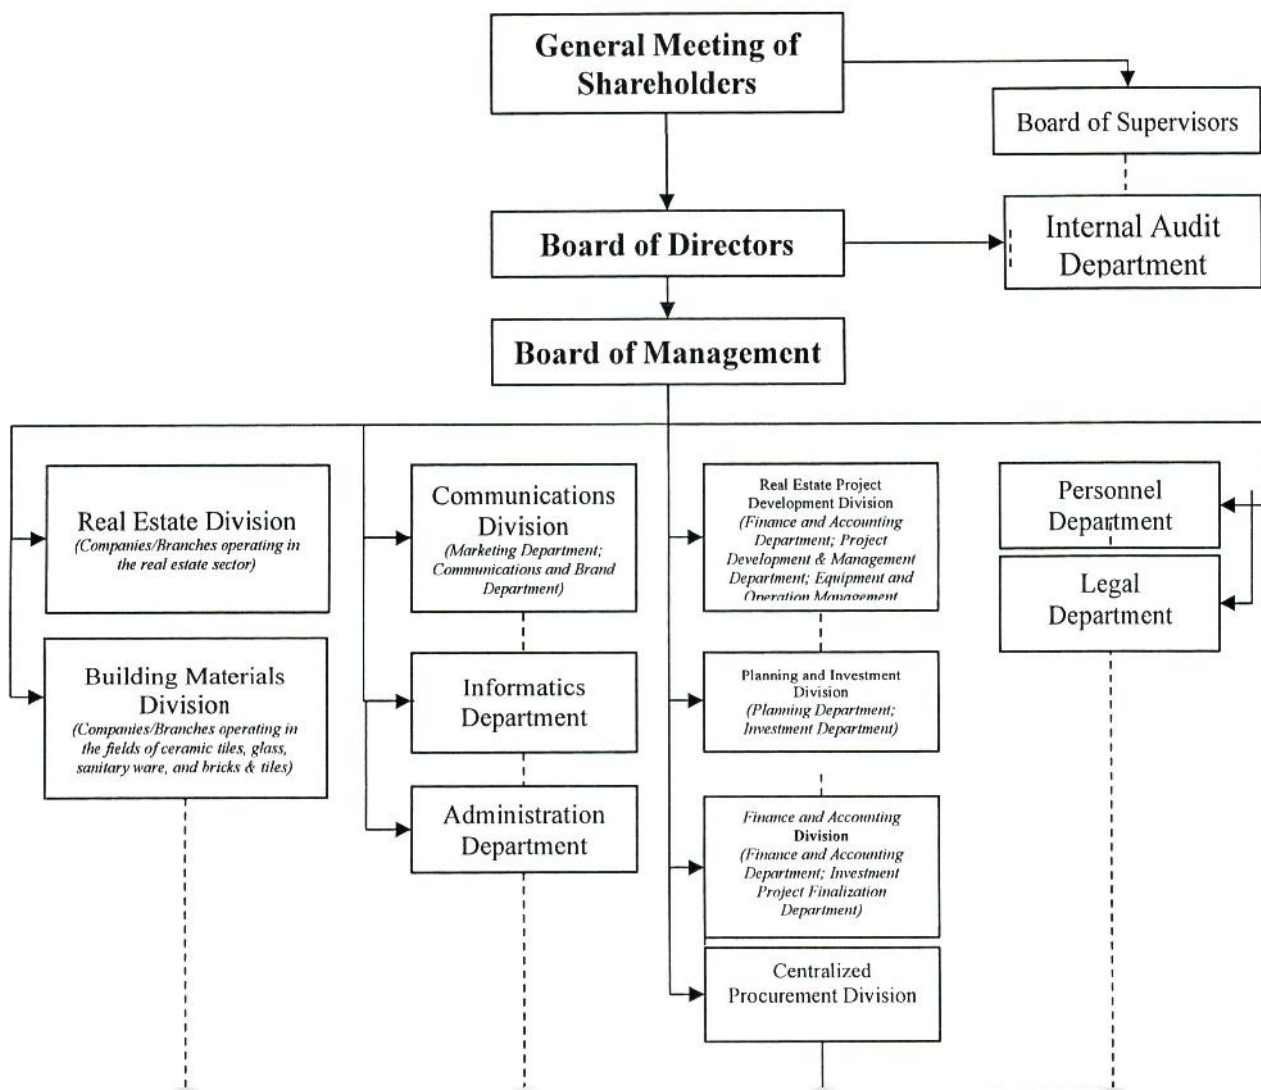 General Meeting of
Shareholders
Board of Supervisors
Board of Directors
Internal Audit
Department
Board of Management
Real Estate Division
(Companies/Branches operating in
the real estate sector)
Building Materials
Division
(Companies/Branches operating in
the fields of ceramic tiles, glass,
sanitary ware, and bricks & tiles)
Communications
Division
(Marketing Department;
Communications and Brand
Department)
Informatics
Department
Administration
Department
Real Estate Project
Development Division
(Finance and Accounting
Department; Project
Development & Management
Department; Equipment and
Operation Management
Planning and Investment
Division
(Planning Department;
Investment Department)
Finance and Accounting
Division
(Finance and Accounting
Department; Investment
Project Finalization
Department)
Centralized
Procurement Division
Personnel
Department
Legal
Department